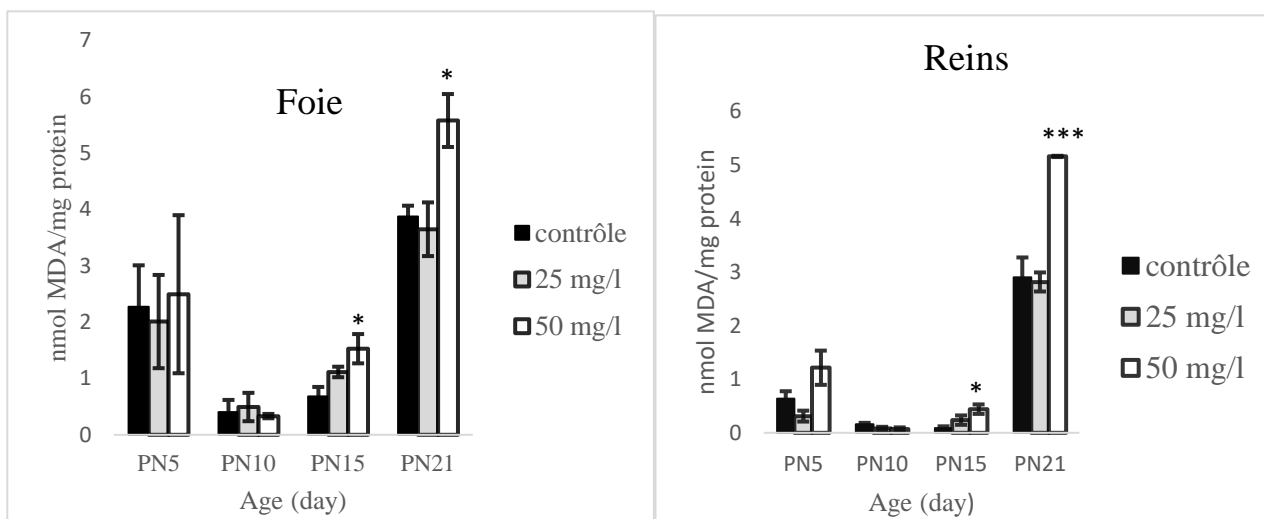 Foie
nmol MDA/mg protein
7
6
5
4
3
2
1
0
*
*
PN5 PN10 PN15 PN21
Age (day)
contrôle
25 mg/l
50 mg/l
Reins
nmol MDA/mg protein
6
5
4
3
2
1
0
*
***
PN5 PN10 PN15 PN21
Age (day)
contrôle
25 mg/l
50 mg/l